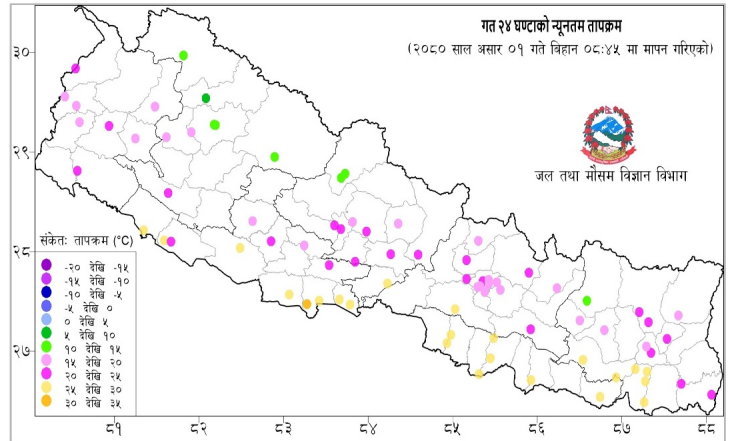 गत २४ घण्टाको न्यूनतम तापक्रम
(२०८० साल असार ०१ गते बिहान ०८:४५ मा मापन गरिएको)
जल तथा मौसम विज्ञान विभाग
३०
२९
२८
२७
संकेतः तापक्रम (°C)
-२० देखि -१५
-१५ देखि -१०
-१० देखि -५
-५ देखि ०
० देखि ५
५ देखि १०
१० देखि १५
१५ देखि २०
२० देखि २५
२५ देखि ३०
३० देखि ३५
८१ ८२ ८३ ८४ ८५ ८६ ८७ ८८